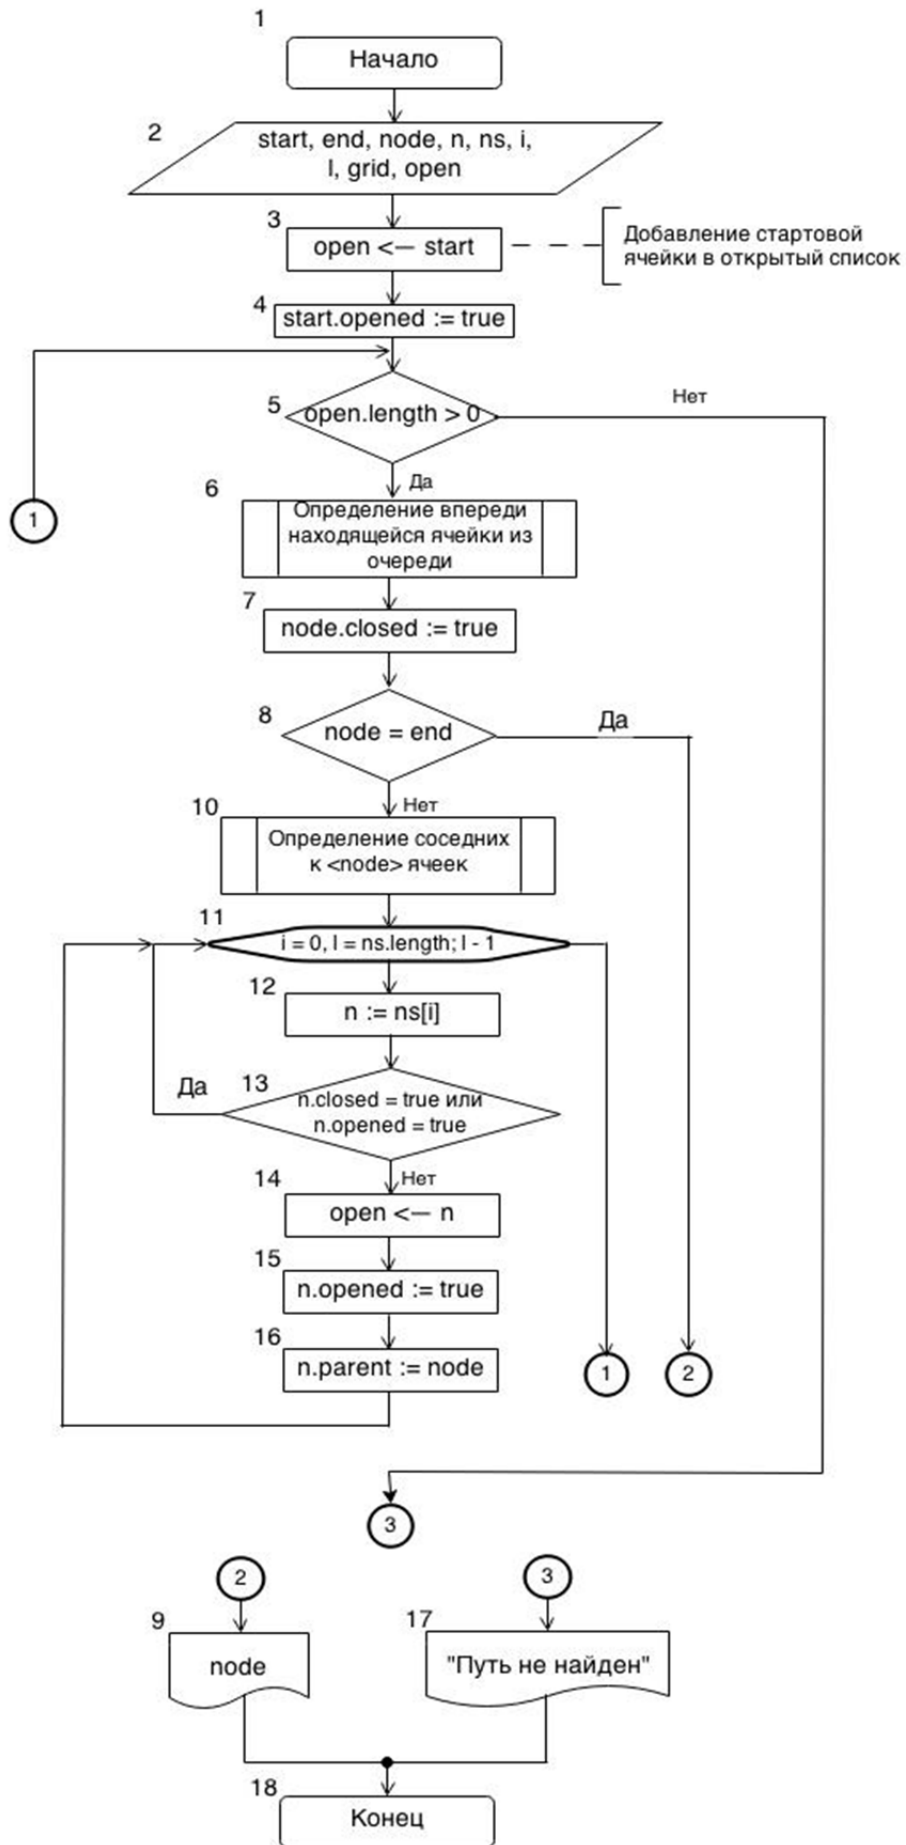 1
Начало
2
start, end, node, n, ns, i,
l, grid, open
3
open <— start
Добавление стартовой
ячейки в открытый список
4
start.opened := true
5
open.length > 0
Нет
Да
1
6
Определение впереди
находящейся ячейки из
очереди
7
node.closed := true
8
node = end
Да
Нет
10
Определение соседних
к <node> ячеек
11
i = 0, l = ns.length; l - 1
12
n := ns[i]
Да
13
n.closed = true или
n.opened = true
Нет
14
open <— n
15
n.opened := true
16
n.parent := node
1
2
3
2
3
9
node
17
"Путь не найден"
18
Конец